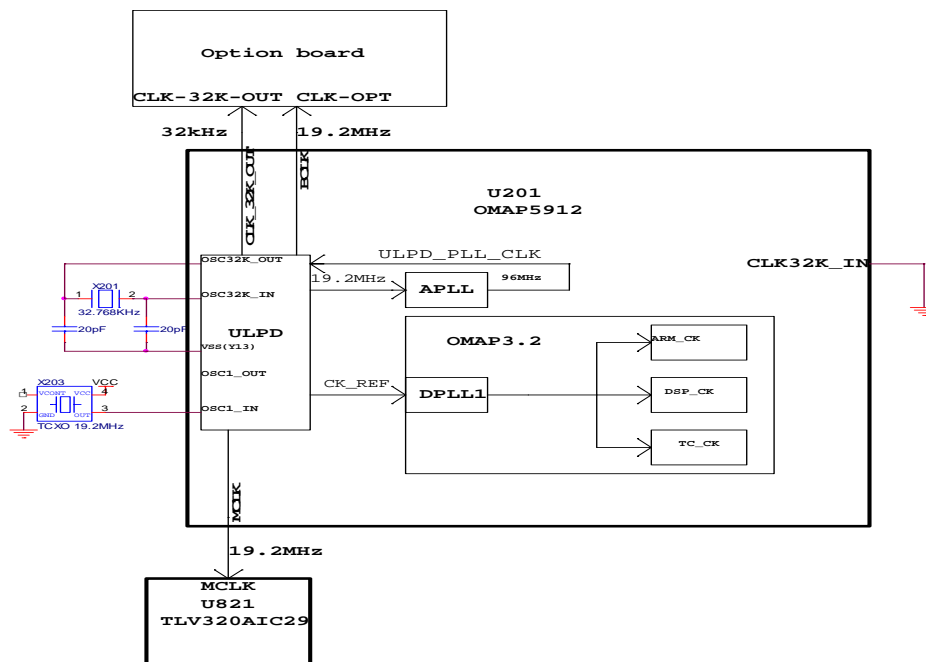 Option board
CLK-32K-OUT CLK-OPT
32kHz
19.2MHz
CLK_32K_OUT
BCLK
U201
OMAP5912
OSC32K_OUT
ULPD_PLL_CLK
CLK32K_IN
19.2MHz
APLL
96MHz
X201
1
2
32.768KHz
OSC32K_IN
20pF
20pF
ULPD
VSS(Y13)
OMAP3.2
ARM_CK
OSC1_OUT
X203
VCC
1
VCONT
VCC
4
CK_REF
DPLL1
DSP_CK
2
GND
OUT
3
OSC1_IN
TCXO 19.2MHz
TC_CK
MCLK
19.2MHz
MCLK
U821
TLV320AIC29